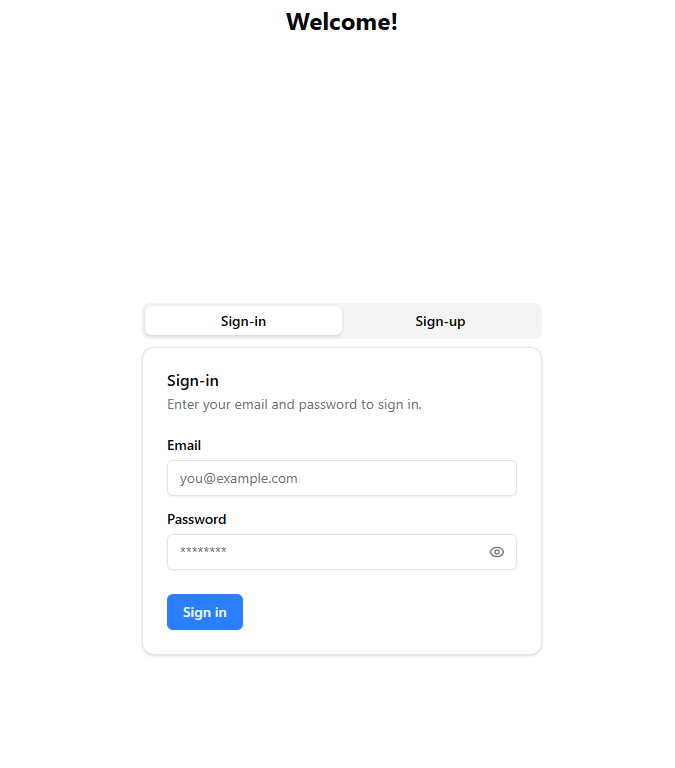 Welcome!
Sign-in
Sign-up
Sign-in
Enter your email and password to sign in.
Email
you@example.com
Password
********
Sign in